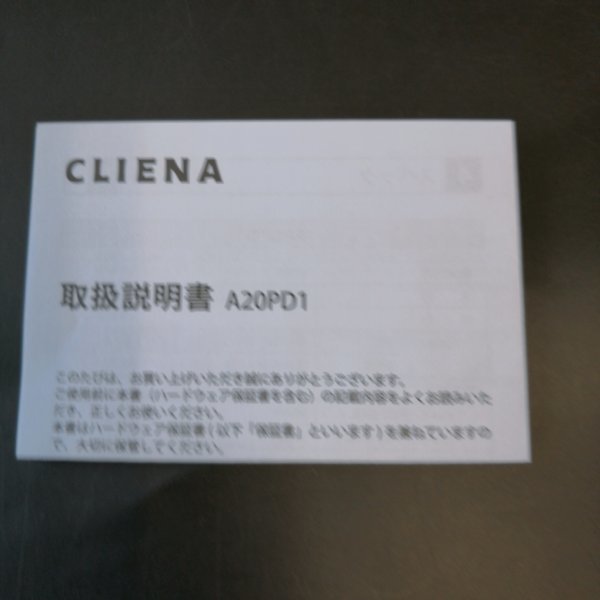 CLIENA
取扱説明書 A20PD1
このたびは、お買い上げいただき誠にありがとうございます。
ご使用前に本書（ハードウェア保証書を含む）の記載内容をよくお読みいた
だき、正しくお使いください。
本書はハードウェア保証書(以下「保証書」といいます)を兼ねていますの
で、大切に保管してください。